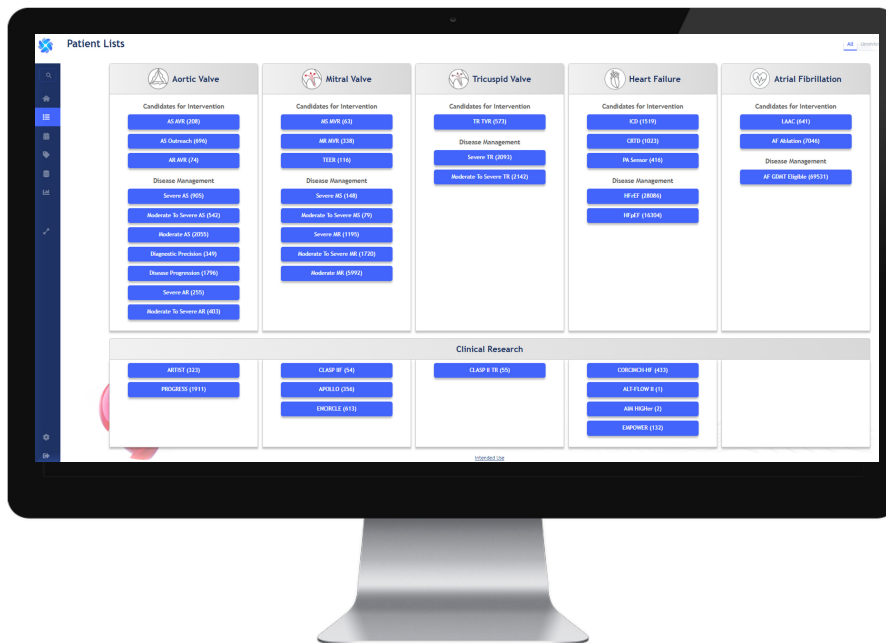 Patient Lists
All
Aortic Valve
Candidates for Intervention
AS AVR (208)
AS Outreach (696)
AR AVR (74)
Disease Management
Severe AS (905)
Moderate To Severe AS (542)
Moderate AS (2055)
Diagnostic Precision (349)
Disease Progression (1796)
Severe AR (255)
Moderate To Severe AR (403)
Mitral Valve
Candidates for Intervention
MS MVR (63)
MR MVR (338)
TEER (116)
Disease Management
Severe MS (148)
Moderate To Severe MS (79)
Severe MR (1195)
Moderate To Severe MR (1720)
Moderate MR (5992)
Tricuspid Valve
Candidates for Intervention
TR TVR (573)
Disease Management
Severe TR (2093)
Moderate To Severe TR (2142)
Heart Failure
Candidates for Intervention
ICD (1519)
CRTD (1023)
PA Sensor (416)
Disease Management
HFrEF (28086)
HFpEF (16304)
Atrial Fibrillation
Candidates for Intervention
LAAC (641)
AF Ablation (7046)
Disease Management
AF GDMT Eligible (69531)
Clinical Research
ARTIST (323)
PROGRESS (1911)
CLASP IIF (54)
APOLLO (356)
ENCIRCLE (613)
CLASP II TR (55)
CORCINCH-HF (433)
ALT-FLOW II (1)
AIM HIGHer (2)
EMPOWER (132)
Intended Use